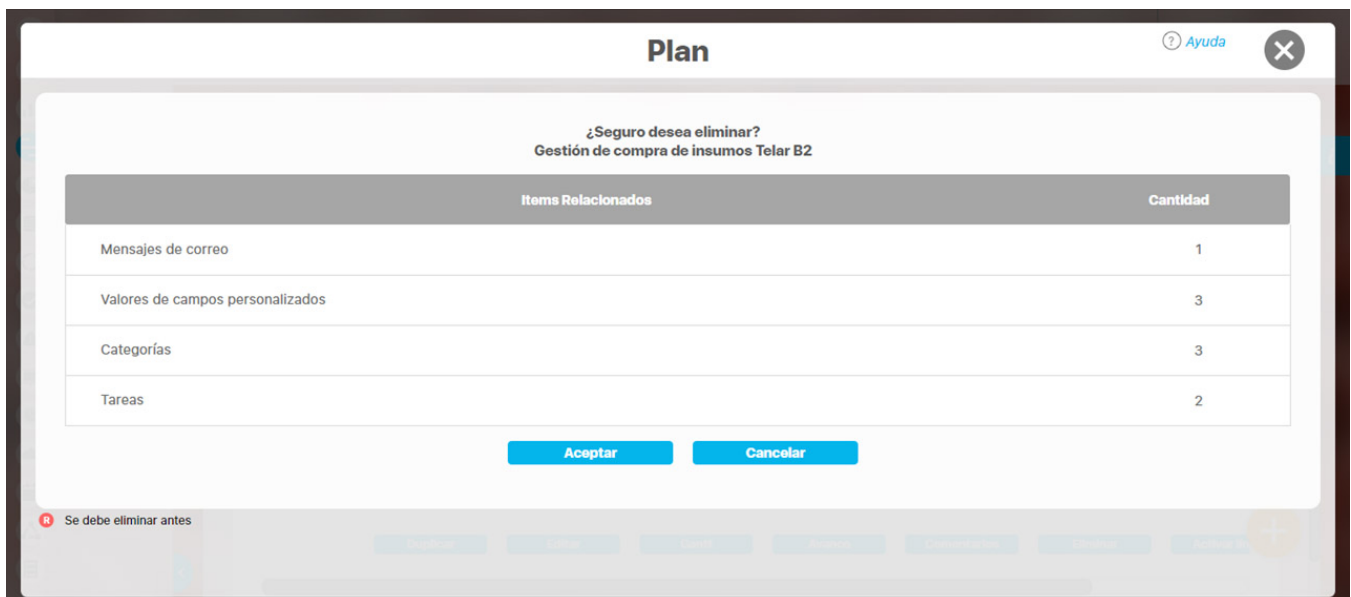 Plan
? Ayuda
¿Seguro desea eliminar?
Gestión de compra de insumos Telar B2
Items Relacionados Cantidad
Mensajes de correo 1
Valores de campos personalizados 3
Categorías 3
Tareas 2
Aceptar Cancelar
R Se debe eliminar antes